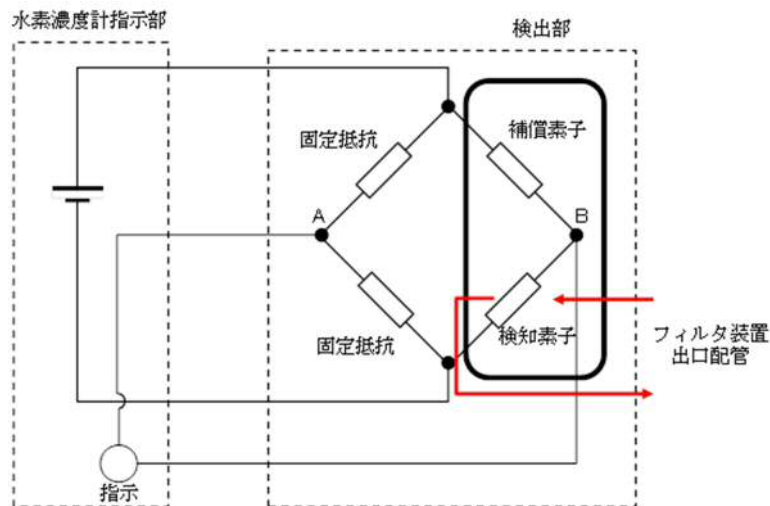 水素濃度計指示部
検出部
固定抵抗
補償素子
A
B
固定抵抗
検知素子
フィルタ装置
出口配管
指示